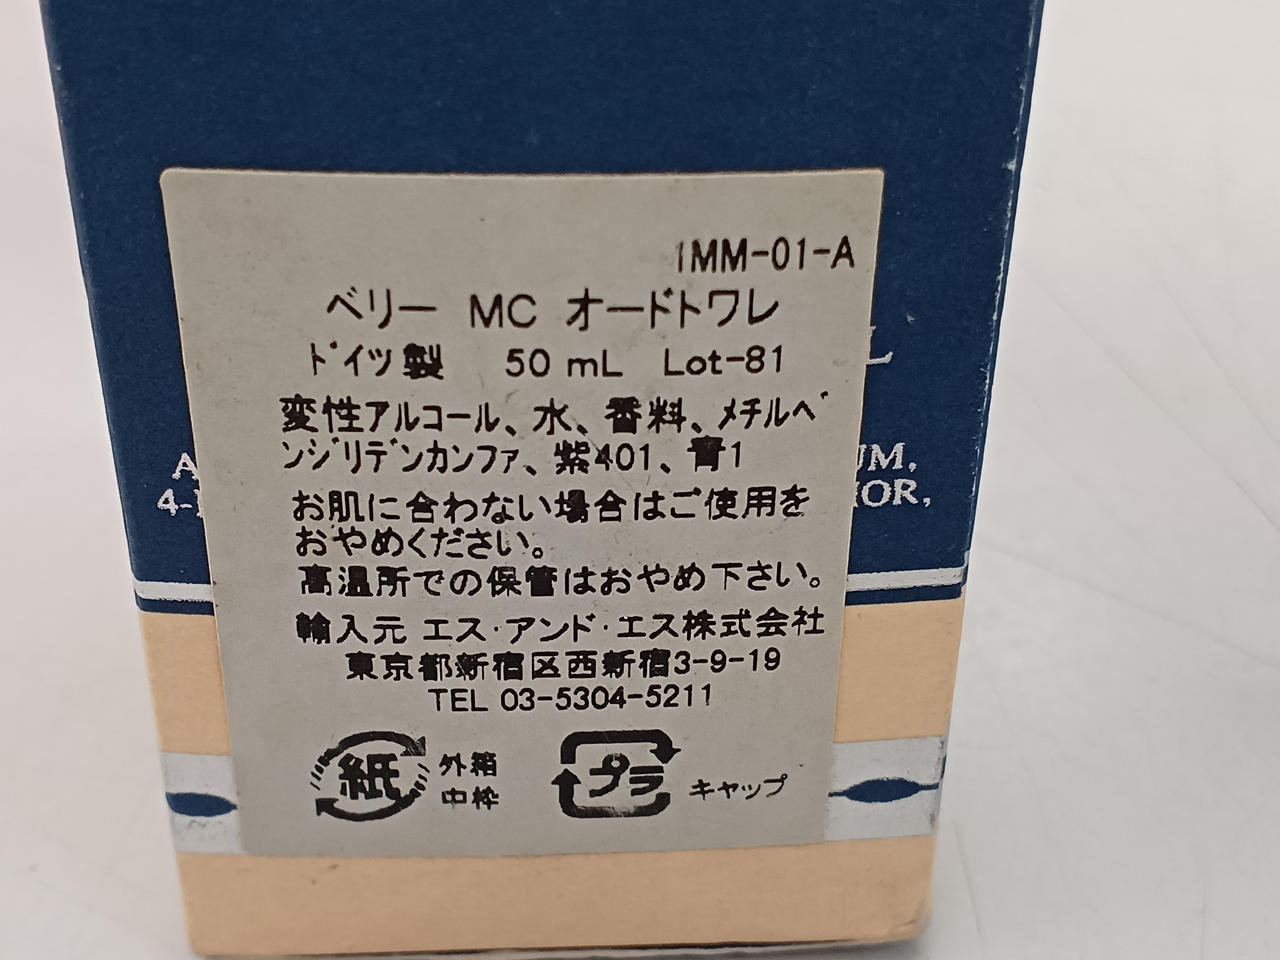 1MM-01-A
ベリー MC オードトワレ
ドイツ製 50 mL Lot-81
L
変性アルコール、水、香料、メチルベ
ンジリデンカンファ、紫401、青1
A UM,
4- HOR,
お肌に合わない場合はご使用を
おやめください。
高温所での保管はおやめ下さい。
輸入元 エス・アンド・エス株式会社
東京都新宿区西新宿3-9-19
TEL 03-5304-5211
紙 外箱
中枠
プラ キャップ